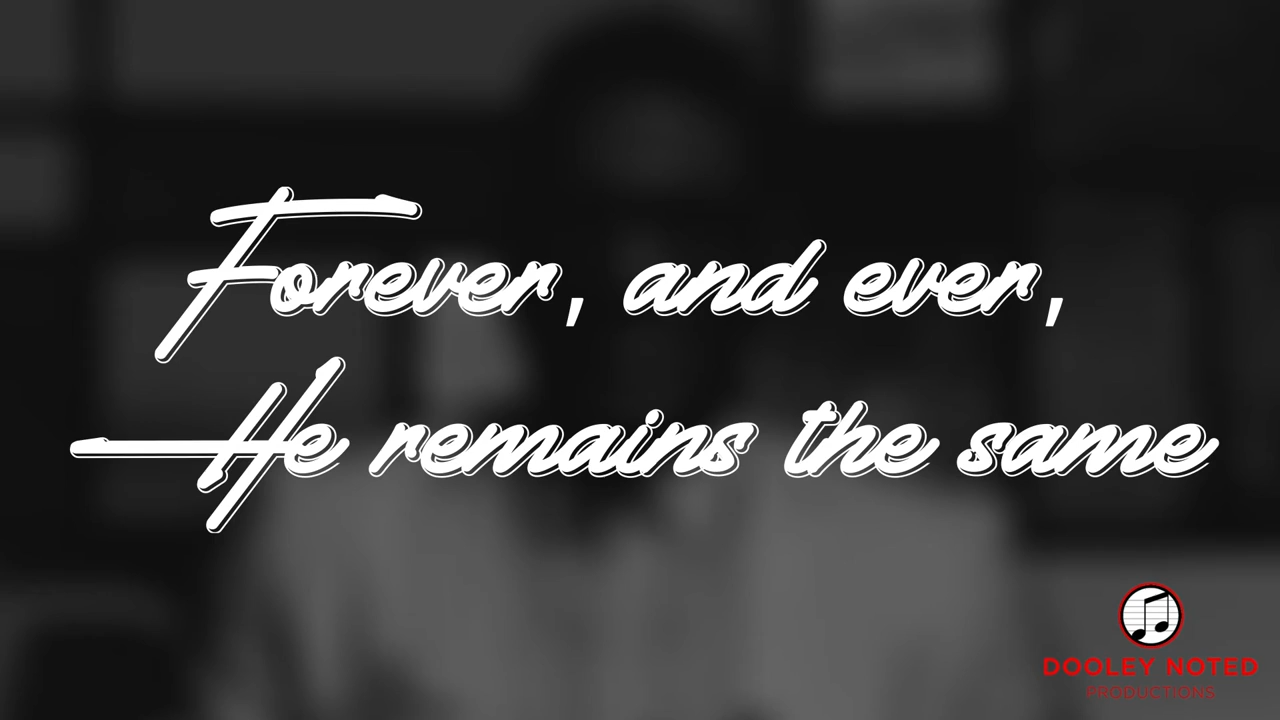 Forever, and ever,
He remains the same
DOOLEY NOTED
PRODUCTIONS